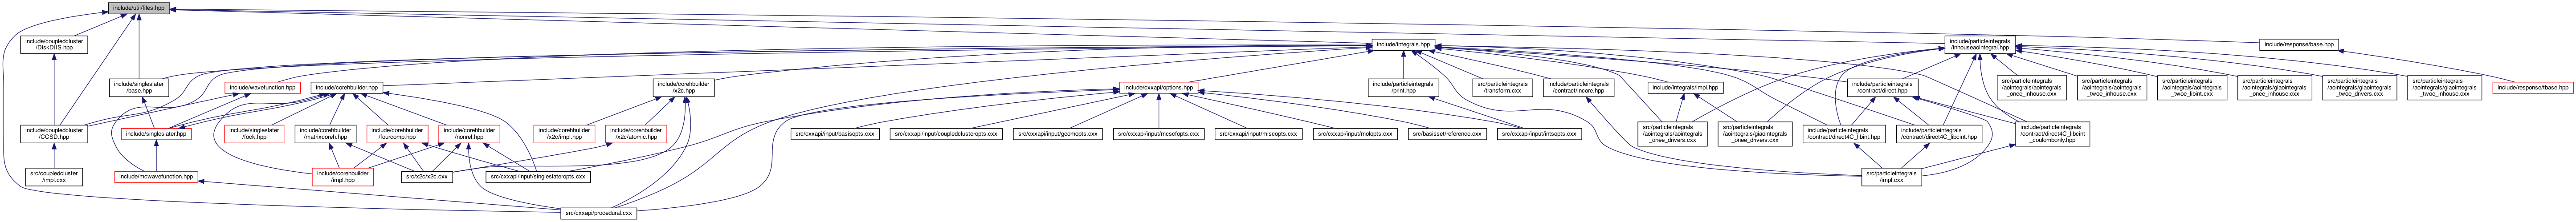 include/util/files.hpp
include/coupledcluster
/DiskDIIS.hpp
include/integrals.hpp
include/particleintegrals
/inhouseaointegral.hpp
include/response/base.hpp
include/singleslater
/base.hpp
include/wavefunction.hpp
include/corehbuilder.hpp
include/corehbuilder
/x2c.hpp
include/cxxapi/options.hpp
include/particleintegrals
/print.hpp
src/particleintegrals
/transform.cxx
include/particleintegrals
/contract/incore.hpp
include/integrals/impl.hpp
include/particleintegrals
/contract/direct.hpp
src/particleintegrals
/aointegrals/aointegrals
_onee_inhouse.cxx
src/particleintegrals
/aointegrals/aointegrals
_twoe_inhouse.cxx
src/particleintegrals
/aointegrals/aointegrals
_twoe_libint.cxx
src/particleintegrals
/aointegrals/giaointegrals
_onee_inhouse.cxx
src/particleintegrals
/aointegrals/giaointegrals
_twoe_drivers.cxx
src/particleintegrals
/aointegrals/giaointegrals
_twoe_inhouse.cxx
include/response/tbase.hpp
include/coupledcluster
/CCSD.hpp
include/singleslater.hpp
include/singleslater
/fock.hpp
include/corehbuilder
/matrixcoreh.hpp
include/corehbuilder
/fourcomp.hpp
include/corehbuilder
/nonrel.hpp
include/corehbuilder
/x2c/impl.hpp
include/corehbuilder
/x2c/atomic.hpp
src/cxxapi/input/basisopts.cxx
src/cxxapi/input/coupledclusteropts.cxx
src/cxxapi/input/geomopts.cxx
src/cxxapi/input/mcscfopts.cxx
src/cxxapi/input/miscopts.cxx
src/cxxapi/input/molopts.cxx
src/basisset/reference.cxx
src/cxxapi/input/intsopts.cxx
src/particleintegrals
/aointegrals/aointegrals
_onee_drivers.cxx
src/particleintegrals
/aointegrals/giaointegrals
_onee_drivers.cxx
include/particleintegrals
/contract/direct4C_libint.hpp
include/particleintegrals
/contract/direct4C_libcint.hpp
include/particleintegrals
/contract/direct4C_libcint
_coulombonly.hpp
src/coupledcluster
/impl.cxx
include/mcwavefunction.hpp
include/corehbuilder
/impl.hpp
src/x2c/x2c.cxx
src/cxxapi/input/singleslateropts.cxx
src/particleintegrals
/impl.cxx
src/cxxapi/procedural.cxx